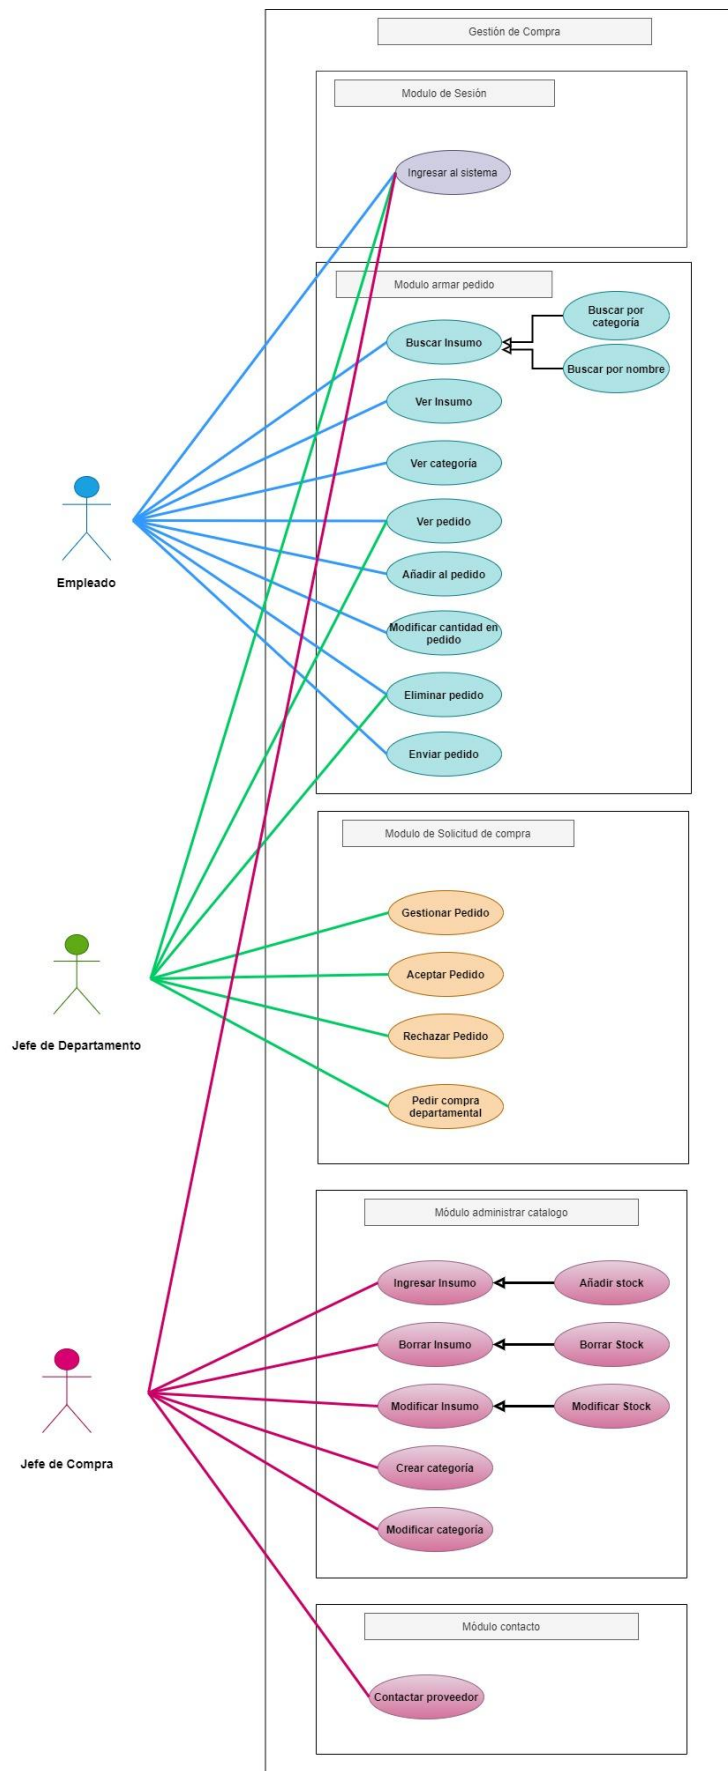 Gestión de Compra
Modulo de Sesión
Ingresar al sistema
Modulo armar pedido
Buscar por
categoría
Buscar Insumo
Buscar por nombre
Ver Insumo
Ver categoría
Ver pedido
Empleado
Añadir al pedido
Modificar cantidad en
pedido
Eliminar pedido
Enviar pedido
Modulo de Solicitud de compra
Gestionar Pedido
Aceptar Pedido
Jefe de Departamento
Rechazar Pedido
Pedir compra
departamental
Módulo administrar catalogo
Ingresar Insumo
Añadir stock
Borrar Insumo
Borrar Stock
Modificar Insumo
Modificar Stock
Jefe de Compra
Crear categoría
Modificar categoría
Módulo contacto
Contactar proveedor